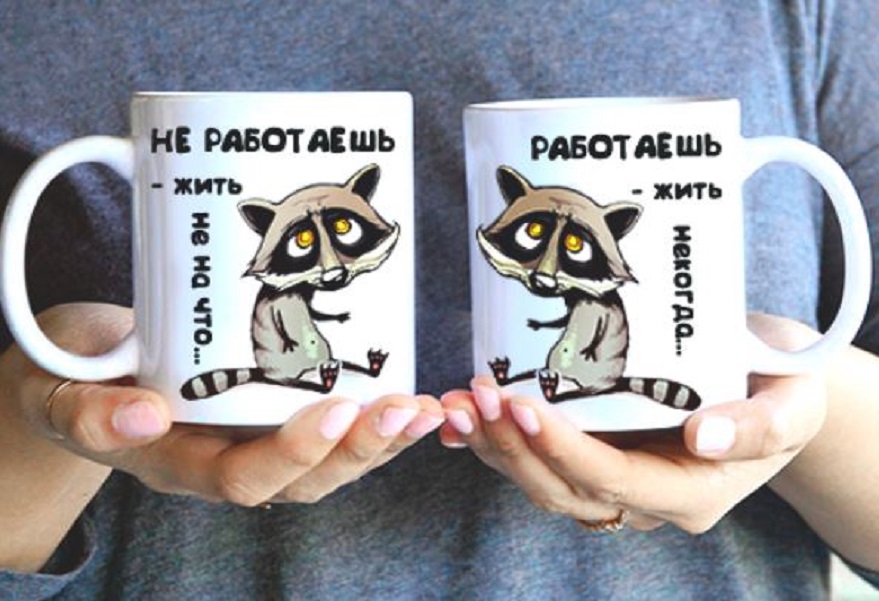 НЕ РАБОТАЕШЬ
- ЖИТЬ
не на что...
РАБОТАЕШЬ
- ЖИТЬ
некогда...